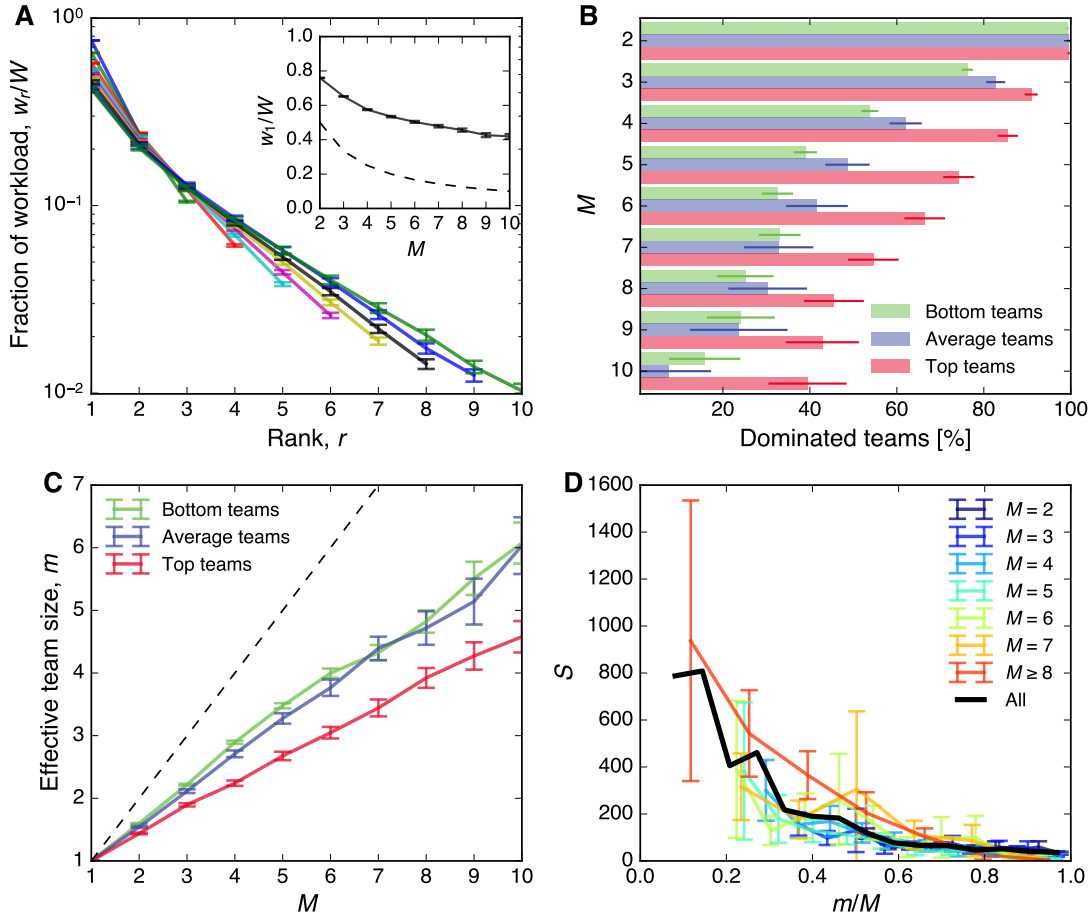 A
Fraction of workload, wᵣ/W
10⁰
10⁻¹
10⁻²
1 2 3 4 5 6 7 8 9 10
Rank, r
w₁/W
1.0
0.8
0.6
0.4
0.2
0.0
2 3 4 5 6 7 8 9 10
M
B
M
2
3
4
5
6
7
8
9
10
Bottom teams
Average teams
Top teams
20 40 60 80 100
Dominated teams [%]
C
Effective team size, m
7
6
5
4
3
2
1
Bottom teams
Average teams
Top teams
1 2 3 4 5 6 7 8 9 10
M
D
S
1600
1400
1200
1000
800
600
400
200
0
M = 2
M = 3
M = 4
M = 5
M = 6
M = 7
M ≥ 8
All
0.0 0.2 0.4 0.6 0.8 1.0
m/M